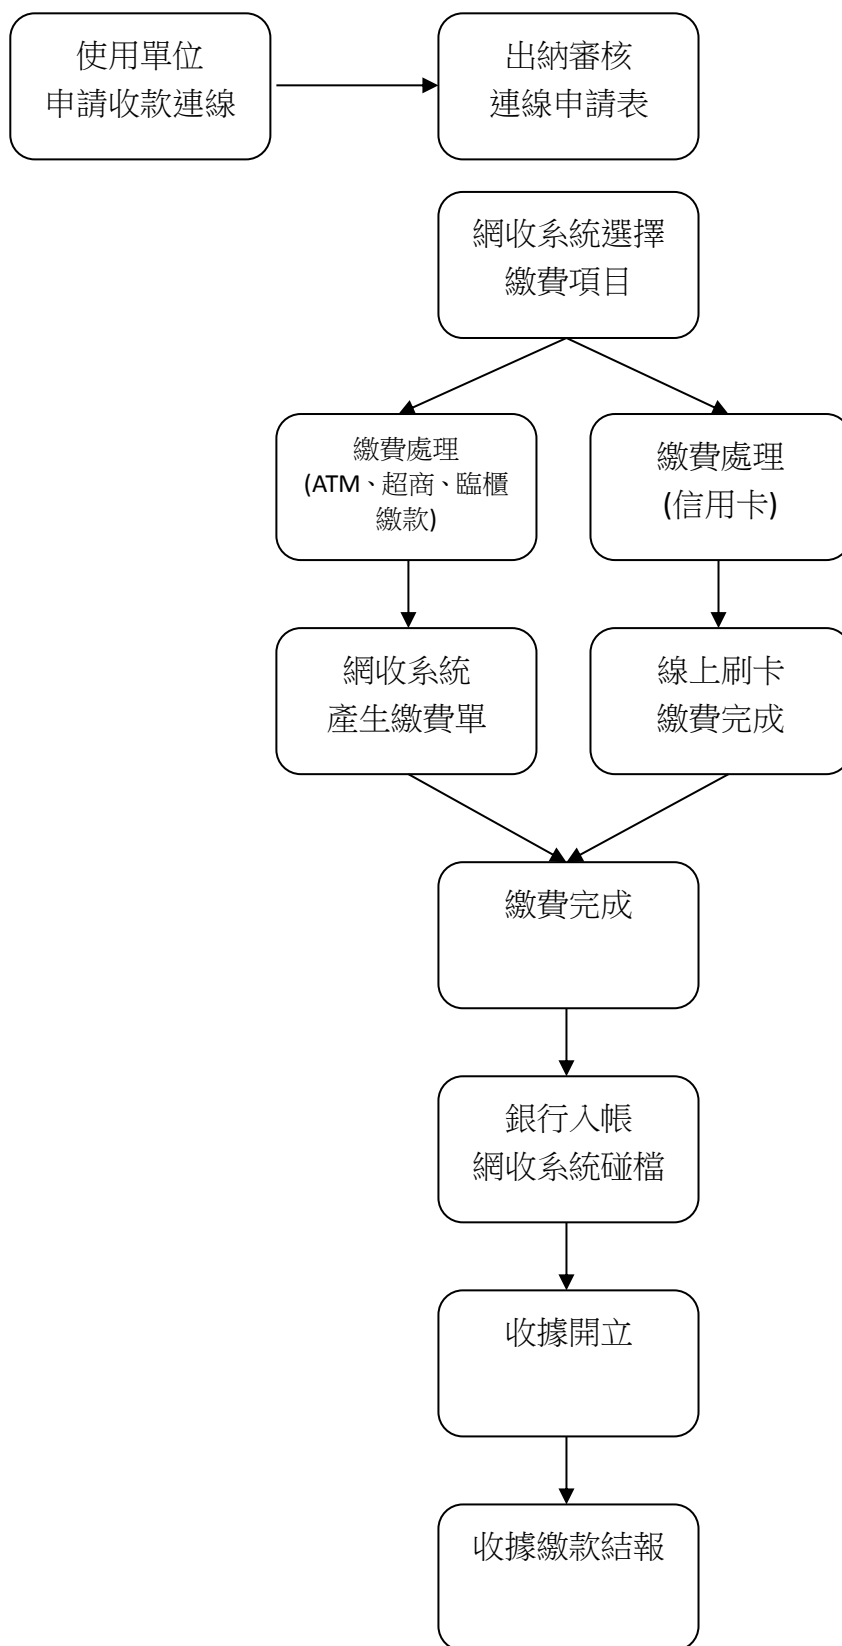 使用單位
申請收款連線
出納審核
連線申請表
網收系統選擇
繳費項目
繳費處理
(ATM、超商、臨櫃
繳款)
繳費處理
(信用卡)
網收系統
產生繳費單
線上刷卡
繳費完成
繳費完成
銀行入帳
網收系統碰檔
收據開立
收據繳款結報